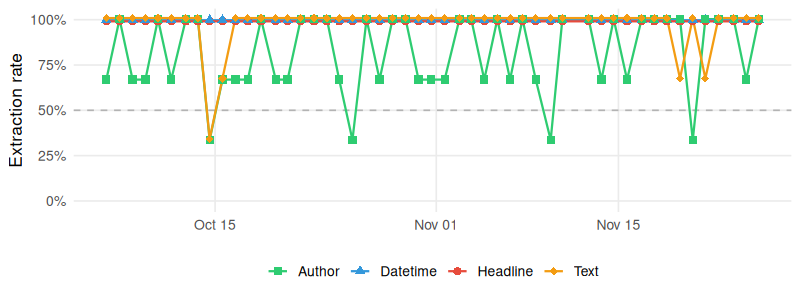 100%
75%
50%
25%
0%
Extraction rate
Oct 15 Nov 01 Nov 15
Author Datetime Headline Text